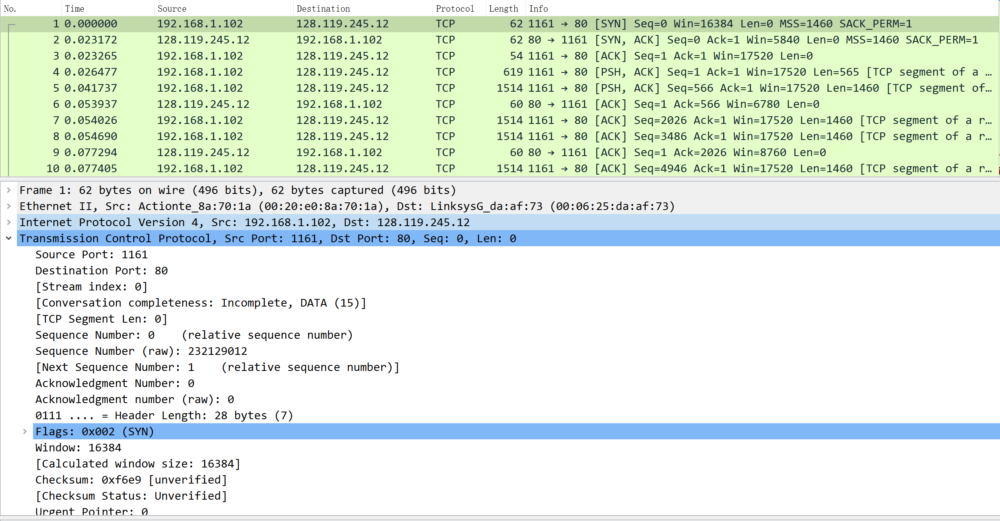 No. Time Source Destination Protocol Length Info
1 0.000000 192.168.1.102 128.119.245.12 TCP 62 1161 → 80 [SYN] Seq=0 Win=16384 Len=0 MSS=1460 SACK_PERM=1
2 0.023172 128.119.245.12 192.168.1.102 TCP 62 80 → 1161 [SYN, ACK] Seq=0 Ack=1 Win=5840 Len=0 MSS=1460 SACK_PERM=1
3 0.023265 192.168.1.102 128.119.245.12 TCP 54 1161 → 80 [ACK] Seq=1 Ack=1 Win=17520 Len=0
4 0.026477 192.168.1.102 128.119.245.12 TCP 619 1161 → 80 [PSH, ACK] Seq=1 Ack=1 Win=17520 Len=565 [TCP segment of a …
5 0.041737 192.168.1.102 128.119.245.12 TCP 1514 1161 → 80 [PSH, ACK] Seq=566 Ack=1 Win=17520 Len=1460 [TCP segment of…
6 0.053937 128.119.245.12 192.168.1.102 TCP 60 80 → 1161 [ACK] Seq=1 Ack=566 Win=6780 Len=0
7 0.054026 192.168.1.102 128.119.245.12 TCP 1514 1161 → 80 [ACK] Seq=2026 Ack=1 Win=17520 Len=1460 [TCP segment of a r…
8 0.054690 192.168.1.102 128.119.245.12 TCP 1514 1161 → 80 [ACK] Seq=3486 Ack=1 Win=17520 Len=1460 [TCP segment of a r…
9 0.077294 128.119.245.12 192.168.1.102 TCP 60 80 → 1161 [ACK] Seq=1 Ack=2026 Win=8760 Len=0
10 0.077405 192.168.1.102 128.119.245.12 TCP 1514 1161 → 80 [ACK] Seq=4946 Ack=1 Win=17520 Len=1460 [TCP segment of a r…
Frame 1: 62 bytes on wire (496 bits), 62 bytes captured (496 bits)
Ethernet II, Src: Actionte_8a:70:1a (00:20:e0:8a:70:1a), Dst: LinksysG_da:af:73 (00:06:25:da:af:73)
Internet Protocol Version 4, Src: 192.168.1.102, Dst: 128.119.245.12
Transmission Control Protocol, Src Port: 1161, Dst Port: 80, Seq: 0, Len: 0
Source Port: 1161
Destination Port: 80
[Stream index: 0]
[Conversation completeness: Incomplete, DATA (15)]
[TCP Segment Len: 0]
Sequence Number: 0    (relative sequence number)
Sequence Number (raw): 232129012
[Next Sequence Number: 1    (relative sequence number)]
Acknowledgment Number: 0
Acknowledgment number (raw): 0
0111 .... = Header Length: 28 bytes (7)
Flags: 0x002 (SYN)
Window: 16384
[Calculated window size: 16384]
Checksum: 0xf6e9 [unverified]
[Checksum Status: Unverified]
Urgent Pointer: 0